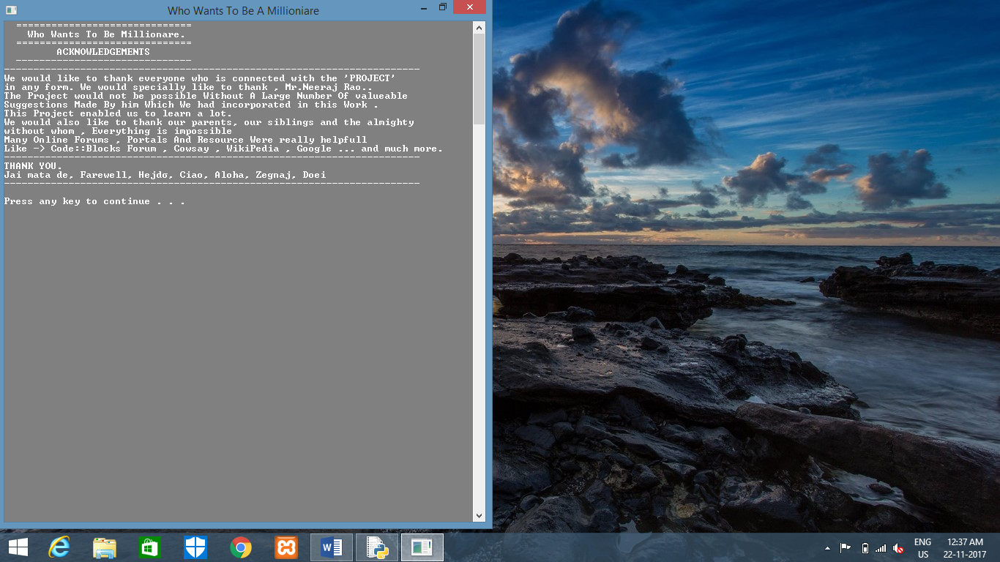 Who Wants To Be A Millioniare
==============================
Who Wants To Be Millionare.
==============================
ACKNOWLEDGEMENTS
------------------------------
-----------------------------------------------------------------------
We would like to thank everyone who is connected with the 'PROJECT'
in any form. We would specially like to thank , Mr.Neeraj Rao..
The Project would not be possible Without A Large Number Of valueable
Suggestions Made By him Which We had incorporated in this Work .
This Project enabled us to learn a lot.
We would also like to thank our parents, our siblings and the almighty
without whom , Everything is impossible
Many Online Forums , Portals And Resource Were really helpfull
Like -> Code::Blocks Forum , Cowsay , WikiPedia , Google ... and much more.
-----------------------------------------------------------------------
THANK YOU.
Jai mata de, Farewell, Hejdσ, Ciao, Aloha, Zegnaj, Doei
-----------------------------------------------------------------------
Press any key to continue . . .
ENG 12:37 AM
US 22-11-2017